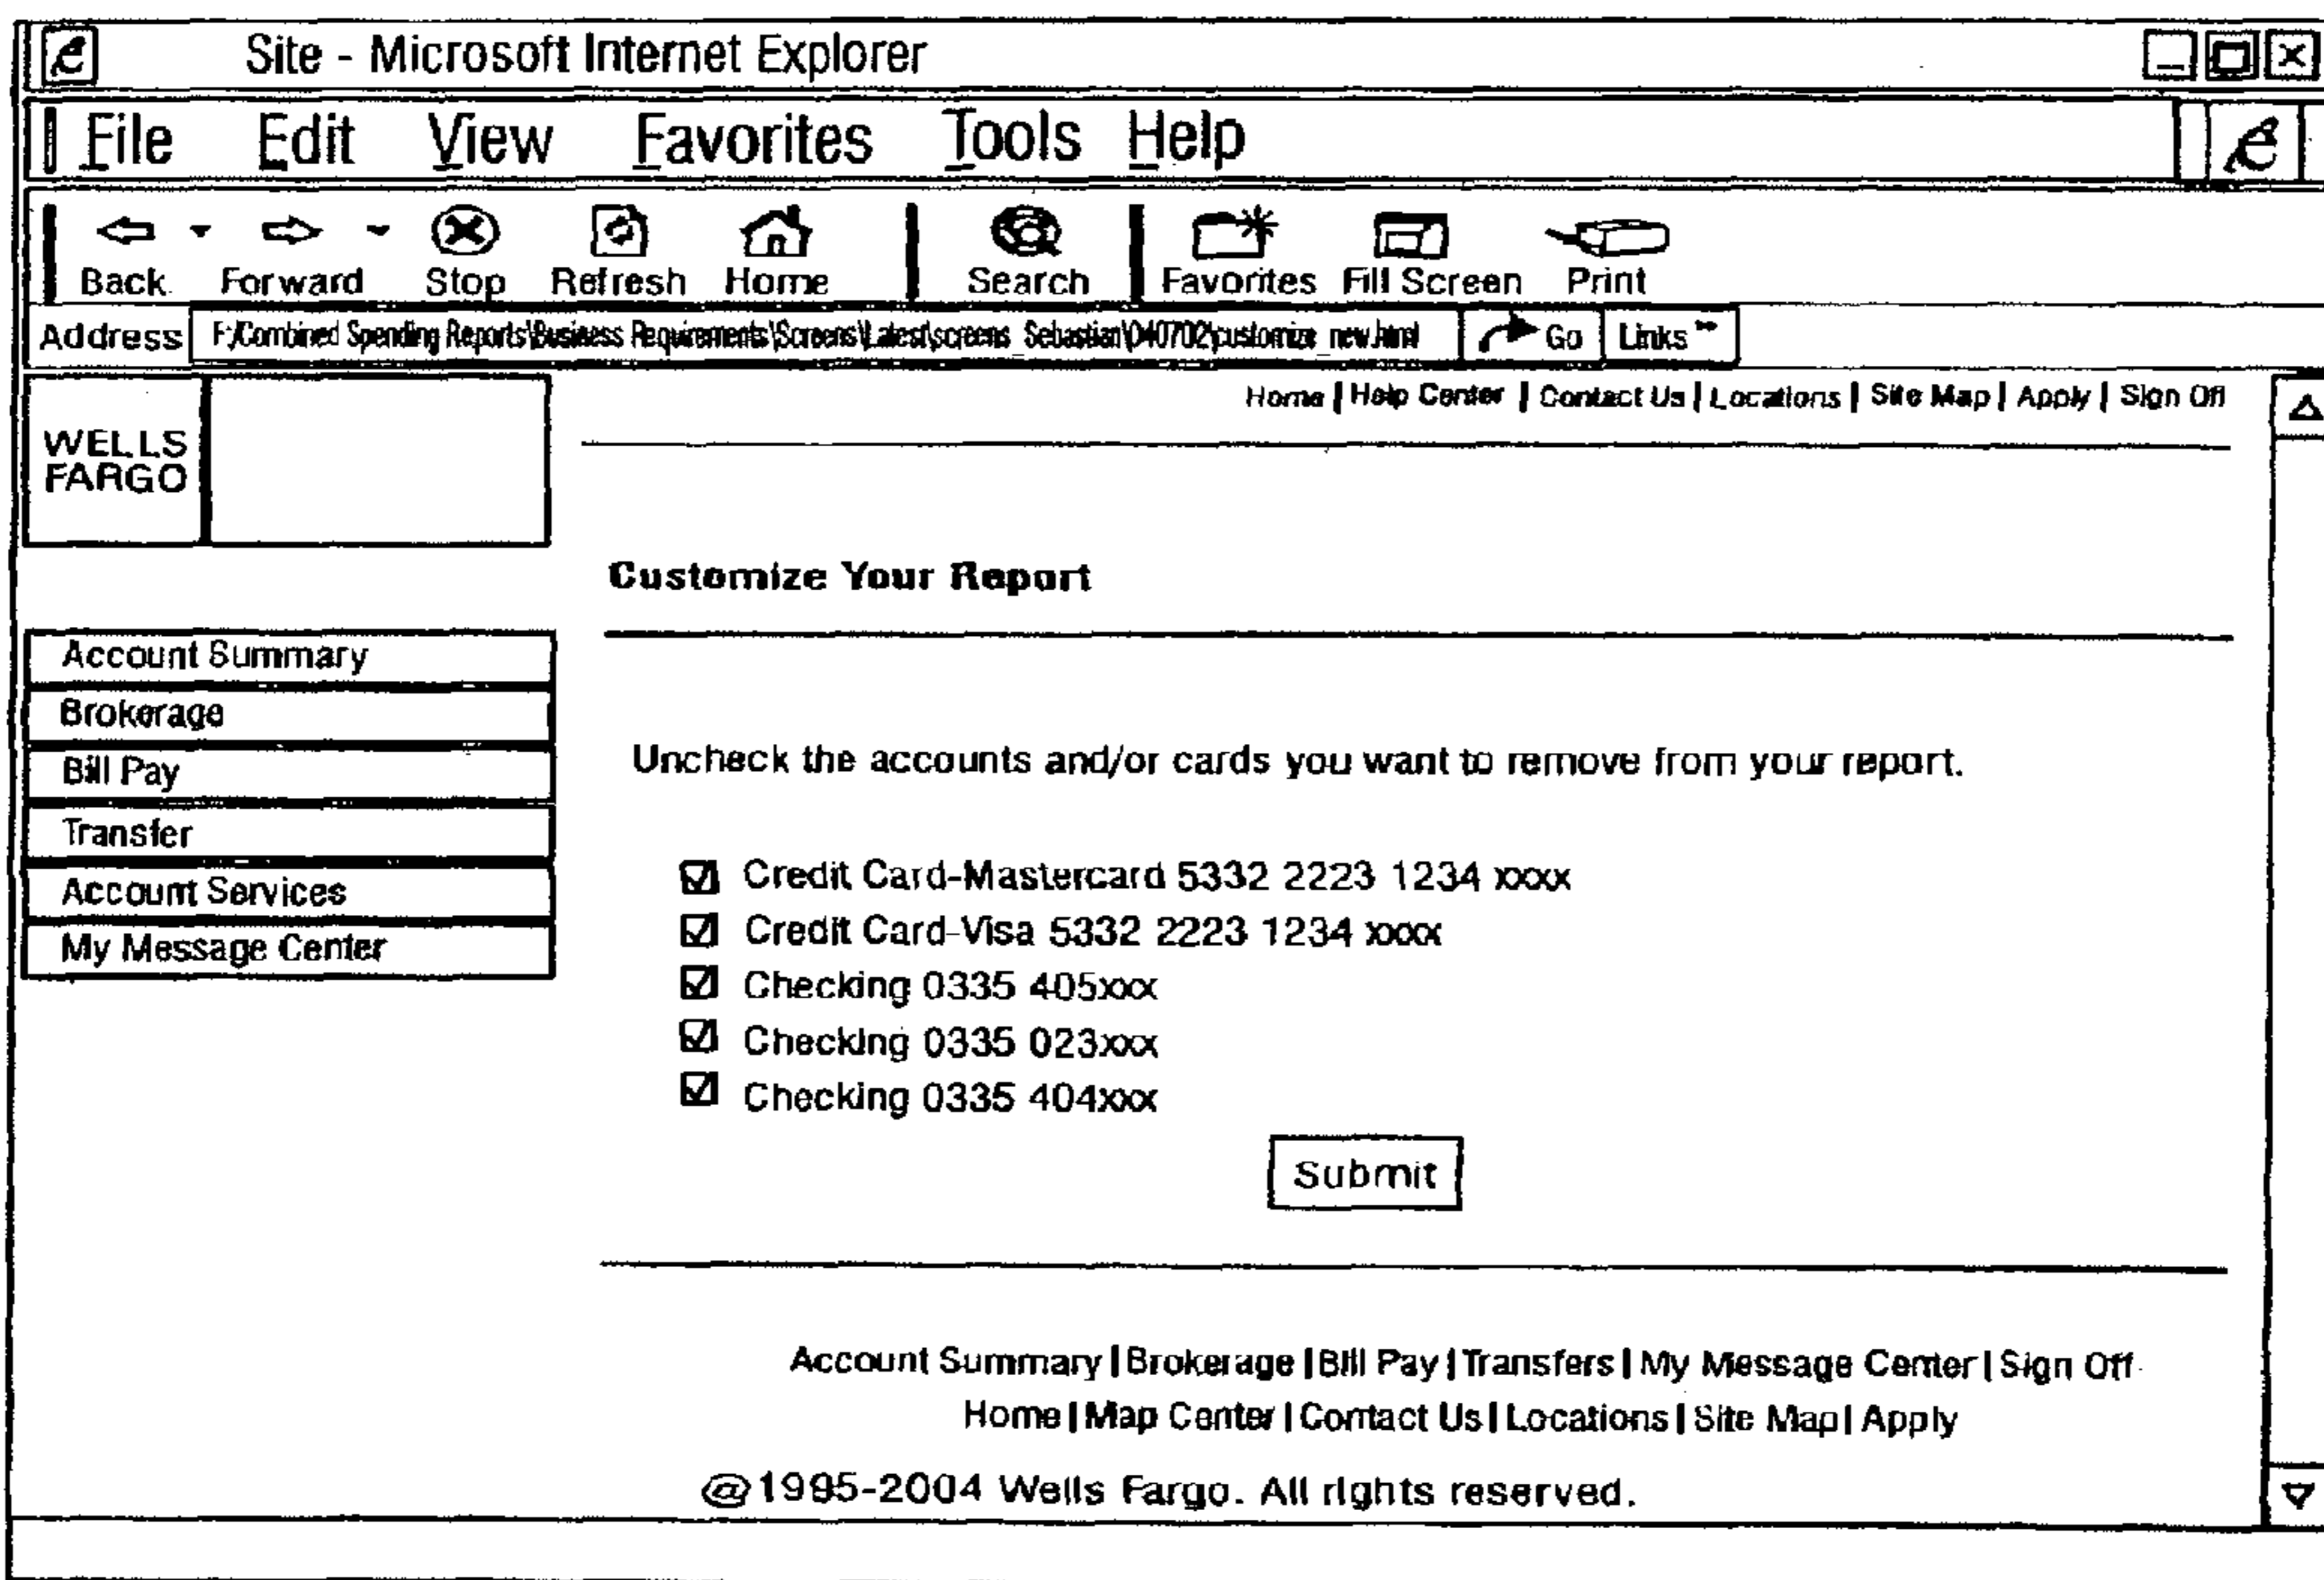 Site - Microsoft Internet Explorer
File Edit View Favorites Tools Help
Back Forward Stop Refresh Home Search Favorites Fill Screen Print
Address F:/Combined Spending Reports\Business Requirements\Screens\Latest\screens_Sebastian\040702\customize_new.html Go Links
Home | Help Center | Contact Us | Locations | Site Map | Apply | Sign Off
WELLS
FARGO
Customize Your Report
Account Summary
Brokerage
Bill Pay
Transfer
Account Services
My Message Center
Uncheck the accounts and/or cards you want to remove from your report.
Credit Card-Mastercard 5332 2223 1234 xxxx
Credit Card-Visa 5332 2223 1234 xxxx
Checking 0335 405xxx
Checking 0335 023xxx
Checking 0335 404xxx
Submit
Account Summary | Brokerage | Bill Pay | Transfers | My Message Center | Sign Off
Home | Map Center | Contact Us | Locations | Site Map | Apply
@1995-2004 Wells Fargo. All rights reserved.